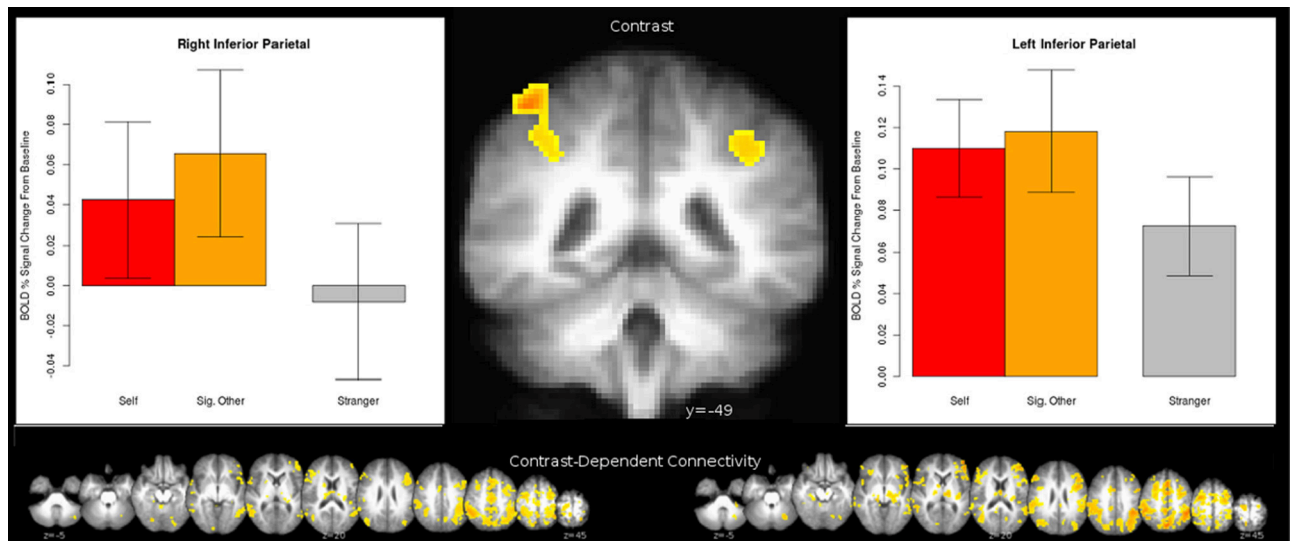 Contrast
Right Inferior Parietal
BOLD % Signal Change From Baseline
0.10
0.08
0.06
0.04
0.02
0.00
-0.02
-0.04
Self Sig. Other Stranger
y=-49
Left Inferior Parietal
BOLD % Signal Change From Baseline
0.14
0.12
0.10
0.08
0.06
0.04
0.02
0.00
Self Sig. Other Stranger
Contrast-Dependent Connectivity
z=-5 z=20 z=45
z=-5 z=20 z=45